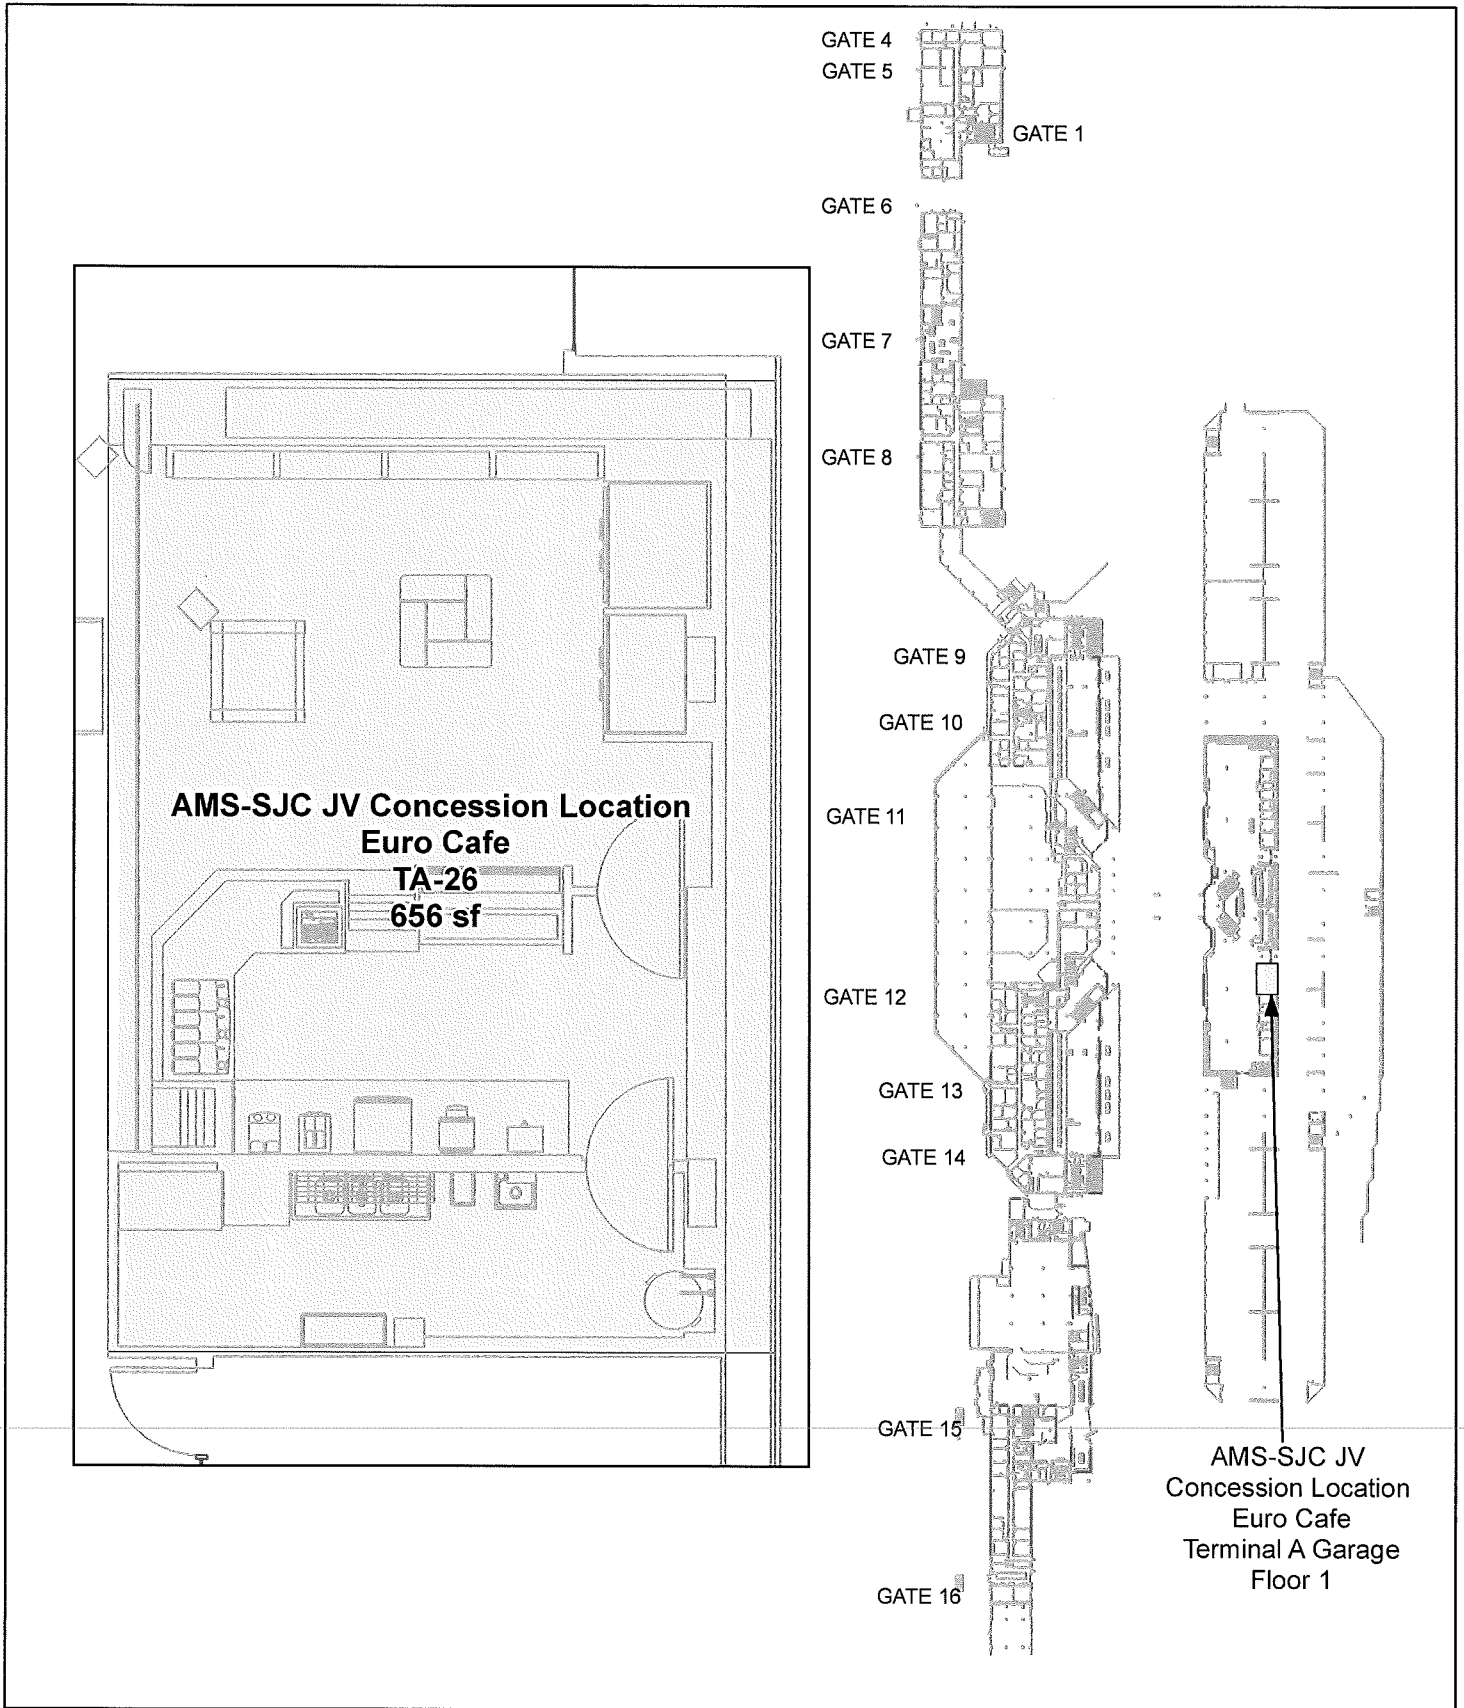 GATE 4
GATE 5
GATE 1
GATE 6
GATE 7
GATE 8
GATE 9
GATE 10
GATE 11
GATE 12
GATE 13
GATE 14
GATE 15
GATE 16
AMS-SJC JV Concession Location
Euro Cafe
TA-26
656 sf
AMS-SJC JV
Concession Location
Euro Cafe
Terminal A Garage
Floor 1